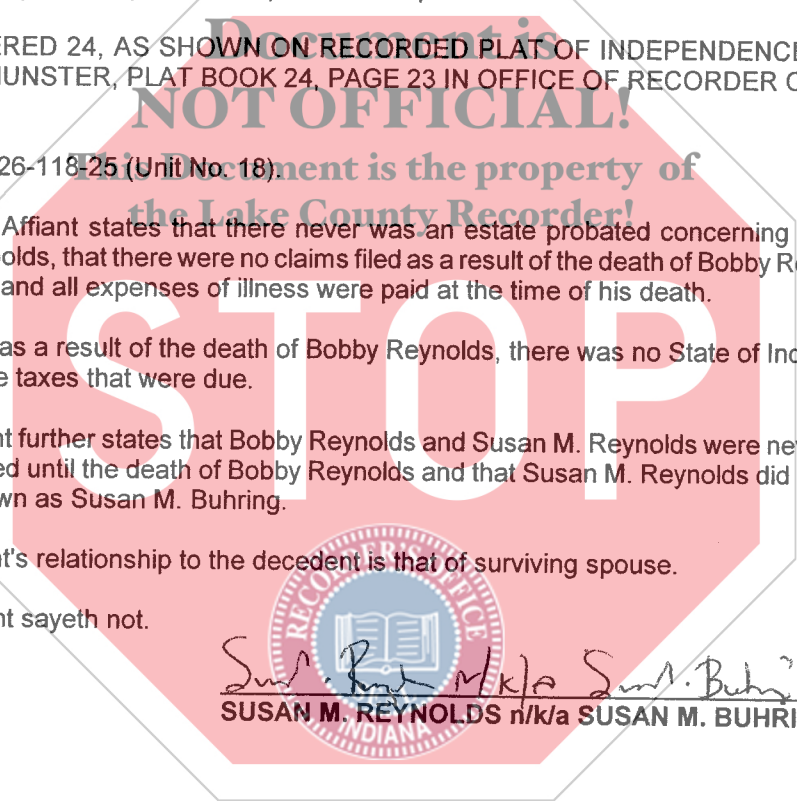 Document is
ERED 24, AS SHOWN ON RECORDED PLAT OF INDEPENDENCE
MUNSTER, PLAT BOOK 24, PAGE 23 IN OFFICE OF RECORDER O
NOT OFFICIAL!
26-118-25 (Unit No. 18).
This Document is the property of
the Lake County Recorder!
Affiant states that there never was an estate probated concerning
olds, that there were no claims filed as a result of the death of Bobby Re
and all expenses of illness were paid at the time of his death.
STOP
as a result of the death of Bobby Reynolds, there was no State of Ind
e taxes that were due.
nt further states that Bobby Reynolds and Susan M. Reynolds were nev
ed until the death of Bobby Reynolds and that Susan M. Reynolds did
wn as Susan M. Buhring.
t's relationship to the decedent is that of surviving spouse.
nt sayeth not.
RECORDER'S OFFICE
SEAL
INDIANA
n/k/a
SUSAN M. REYNOLDS n/k/a SUSAN M. BUHRI